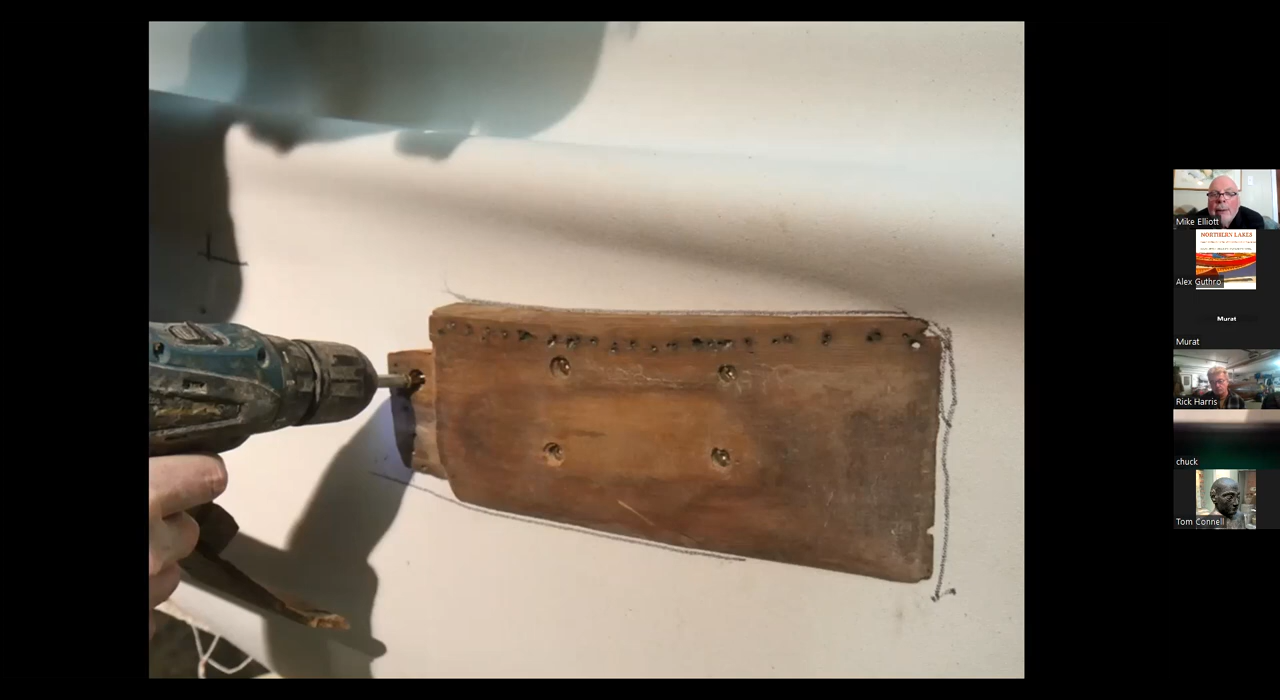 Mike Elliott
NORTHERN LAKES
Alex Guthro
Murat
Murat
Rick Harris
chuck
Tom Connell